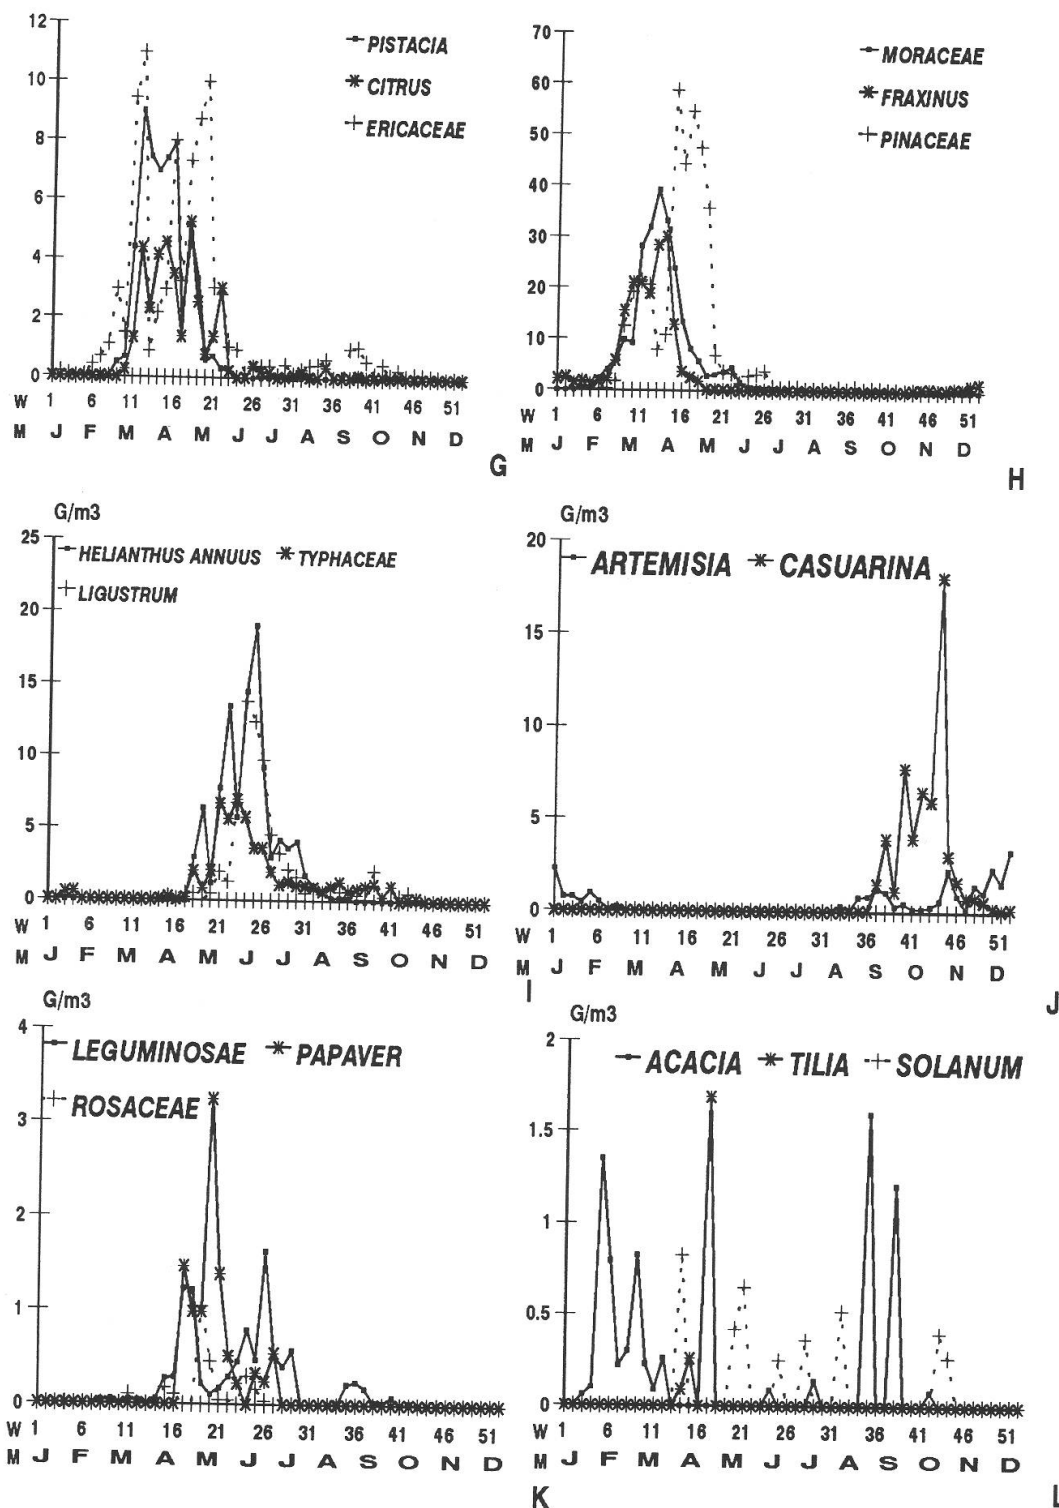 12
PISTACIA
10
CITRUS
ERICACEAE
8
6
4
2
0
W 1 6 11 16 21 26 31 36 41 46 51
M J F M A M J J A S O N D
G
70
MORACEAE
60
FRAXINUS
50
PINACEAE
40
30
20
10
0
W 1 6 11 16 21 26 31 36 41 46 51
M J F M A M J J A S O N D
H
G/m3
25
HELIANTHUS ANNUUS TYPHACEAE
LIGUSTRUM
20
15
10
5
0
W 1 6 11 16 21 26 31 36 41 46 51
M J F M A M J J A S O N D
I
G/m3
20
ARTEMISIA CASUARINA
15
10
5
0
W 1 6 11 16 21 26 31 36 41 46 51
M J F M A M J J A S O N D
J
G/m3
4
LEGUMINOSAE PAPAVER
ROSACEAE
3
2
1
0
W 1 6 11 16 21 26 31 36 41 46 51
M J F M A M J J A S O N D
K
G/m3
2
ACACIA TILIA SOLANUM
1.5
1
0.5
0
W 1 6 11 16 21 26 31 36 41 46 51
M J F M A M J J A S O N D